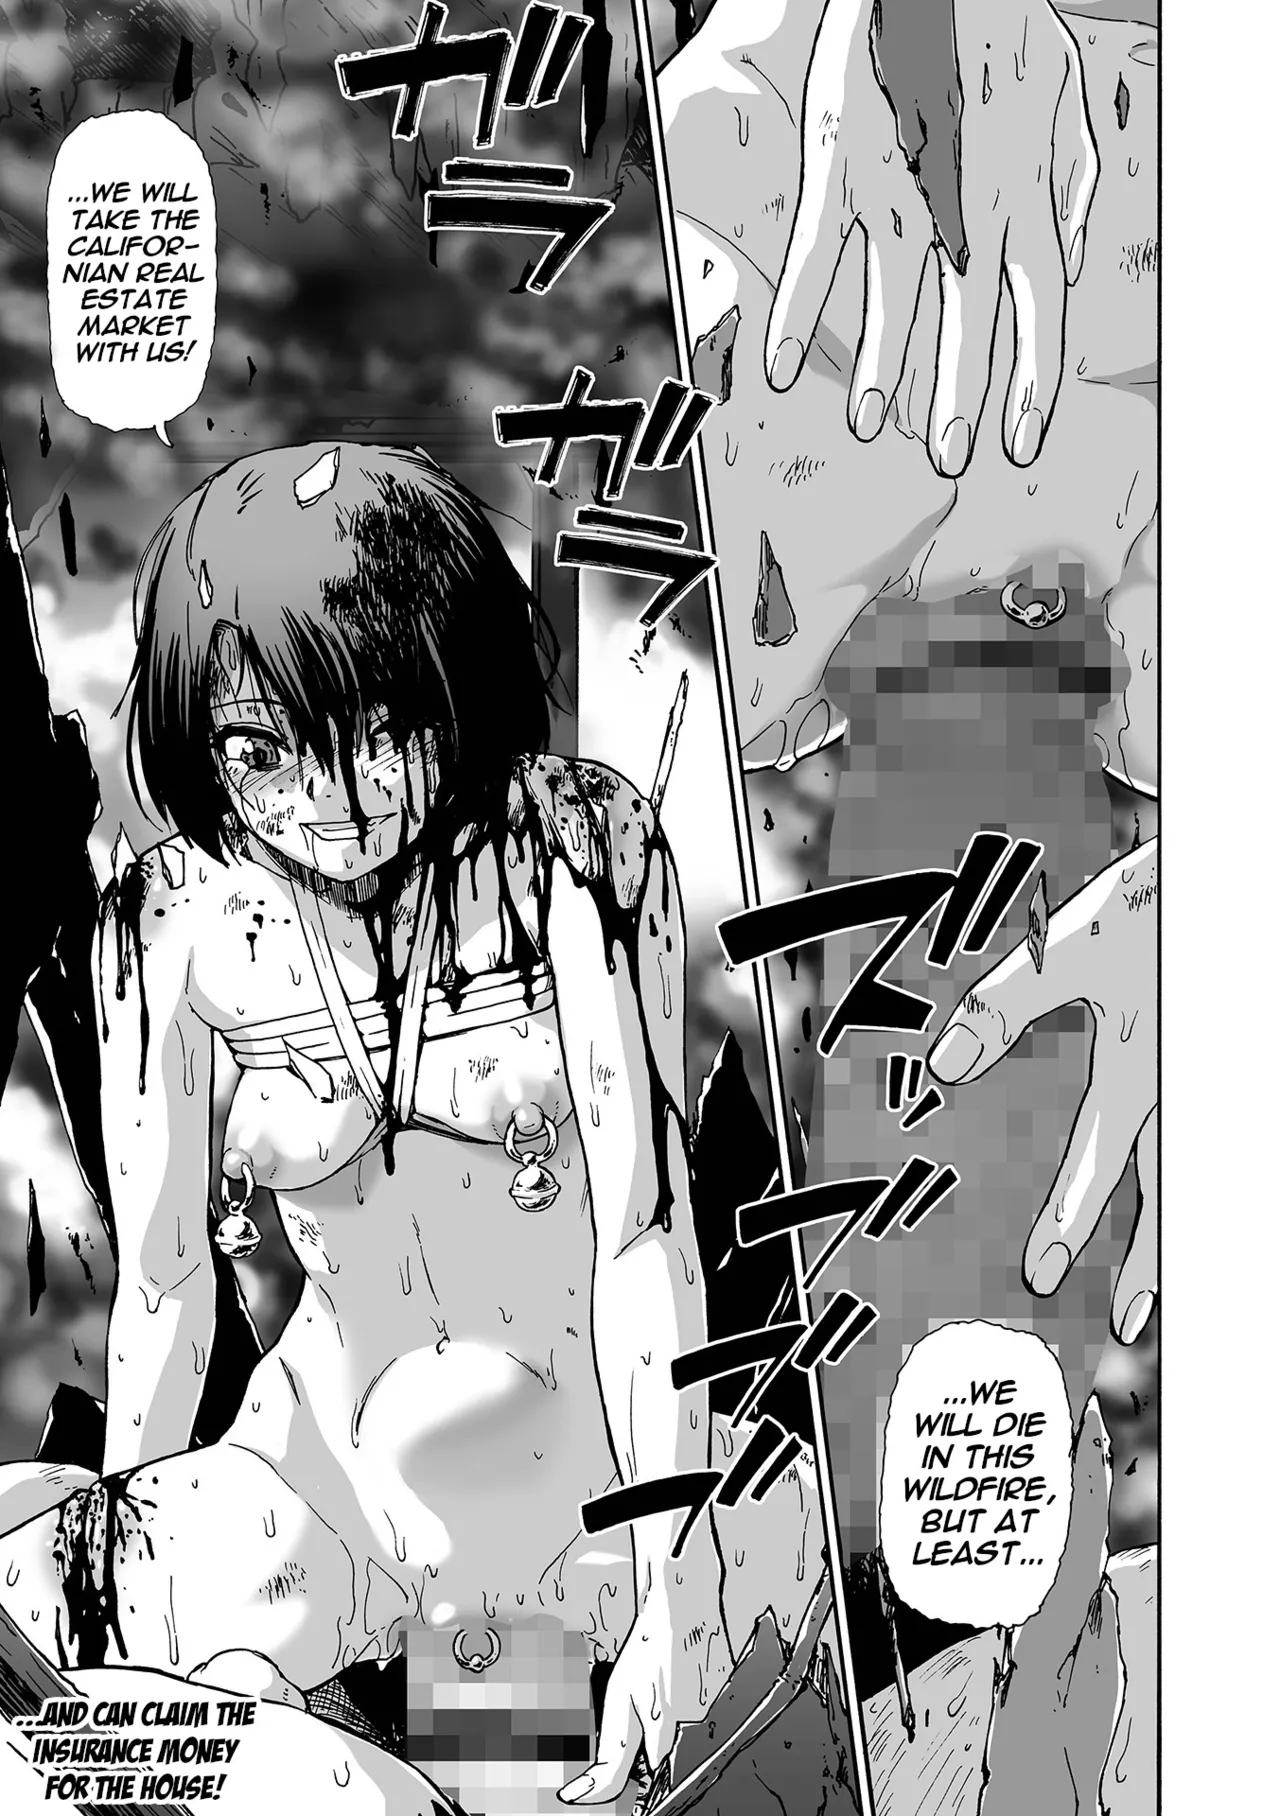 ...WE
WILL DIE
IN THIS
WILDFIRE,
BUT AT
LEAST...
ズッ
ブブブブ
ガラ
ガラ
...WE WILL
TAKE THE
CALIFOR-
NIAN REAL
ESTATE
MARKET
WITH US!
...AND CAN CLAIM THE
INSURANCE MONEY
FOR THE HOUSE!